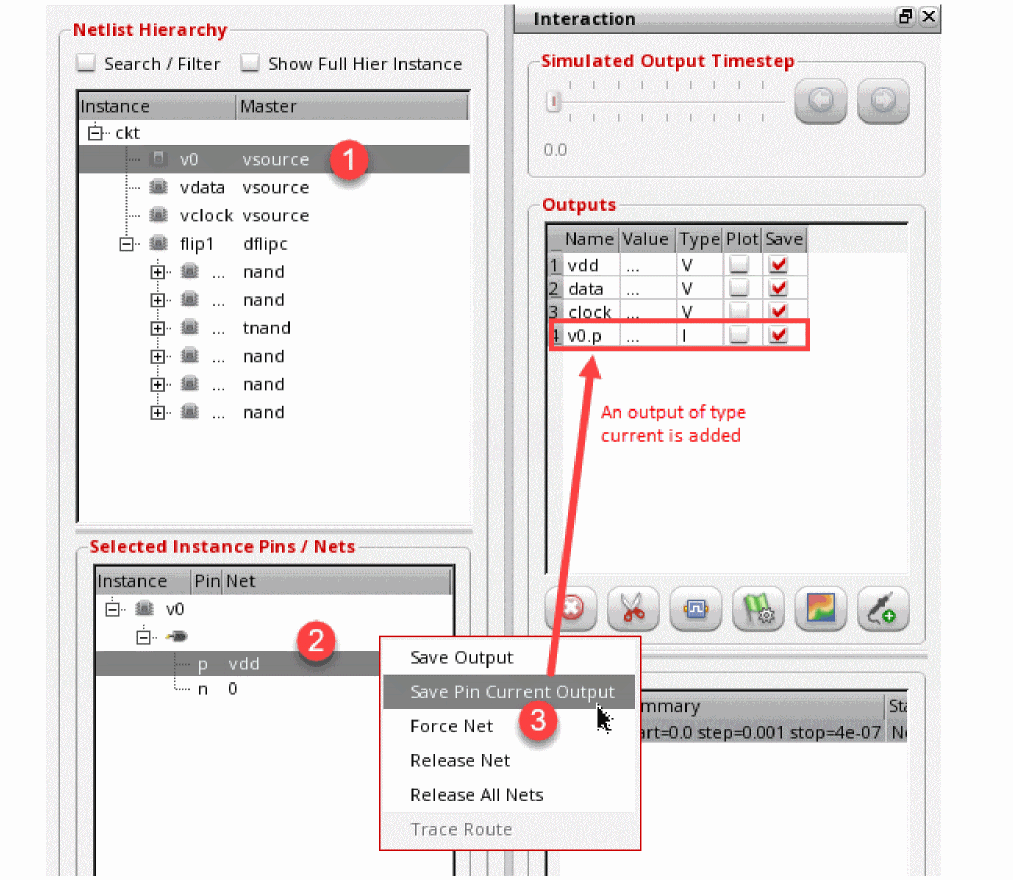 Netlist Hierarchy
Search / Filter Show Full Hier Instance
Instance Master
ckt
v0 vsource 1
vdata vsource
vclock vsource
flip1 dflipc
... nand
... nand
... tnand
... nand
... nand
... nand
Selected Instance Pins / Nets
Instance Pin Net
v0
2
p vdd
n 0
Save Output
Save Pin Current Output
Force Net 3
Release Net
Release All Nets
Trace Route
Interaction
Simulated Output Timestep
0.0
Outputs
Name Value Type Plot Save
1 vdd ... V
2 data ... V
3 clock ... V
4 v0.p ... I
An output of type
current is added
mmary Sta
art=0.0 step=0.001 stop=4e-07 N